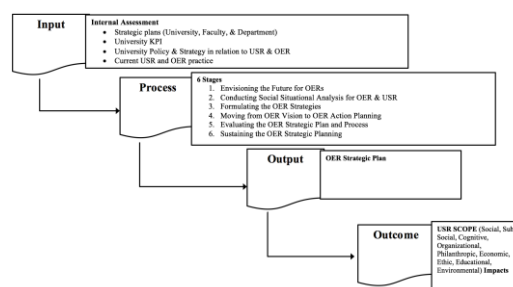 Input
Internal Assessment
• Strategic plans (University, Faculty, & Department)
• University KPI
• University Policy & Strategy in relation to USR & OER
• Current USR and OER practice
Process
6 Stages
1. Envisioning the Future for OERs
2. Conducting Social Situational Analysis for OER & USR
3. Formulating the OER Strategies
4. Moving from OER Vision to OER Action Planning
5. Evaluating the OER Strategic Plan and Process
6. Sustaining the OER Strategic Planning
Output
OER Strategic Plan
Outcome
USR SCOPE (Social, Sub
Social, Cognitive,
Organizational,
Philanthropic, Economic,
Ethic, Educational,
Environmental) Impacts